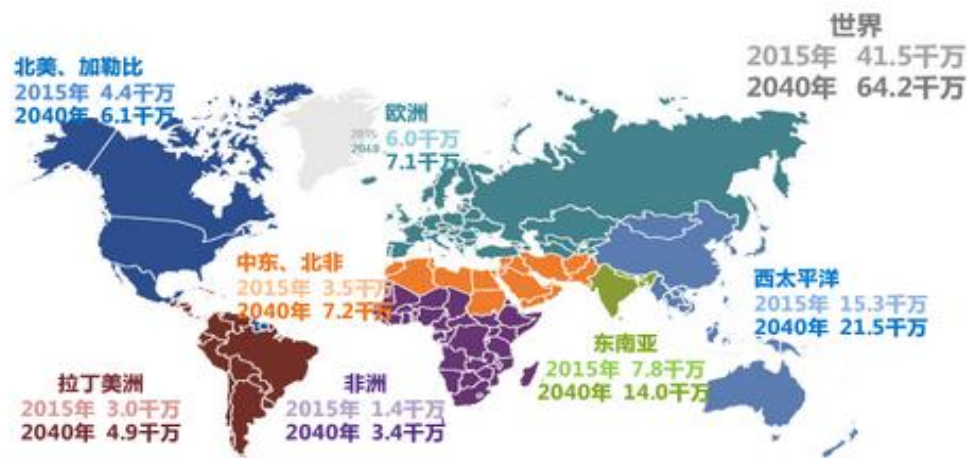 世界
2015年 41.5千万
2040年 64.2千万
北美、加勒比
2015年 4.4千万
2040年 6.1千万
欧洲
2015 6.0千万
2040 7.1千万
中东、北非
2015年 3.5千万
2040年 7.2千万
西太平洋
2015年 15.3千万
2040年 21.5千万
东南亚
2015年 7.8千万
2040年 14.0千万
拉丁美洲
2015年 3.0千万
2040年 4.9千万
非洲
2015年 1.4千万
2040年 3.4千万